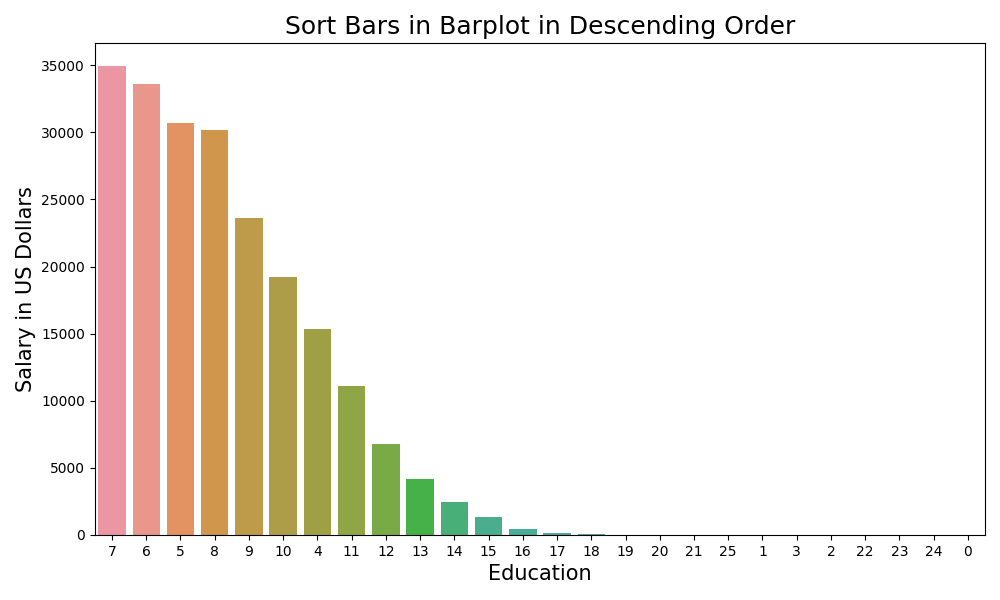 Sort Bars in Barplot in Descending Order
Salary in US Dollars
35000
30000
25000
20000
15000
10000
5000
0
7 6 5 8 9 10 4 11 12 13 14 15 16 17 18 19 20 21 25 1 3 2 22 23 24 0
Education